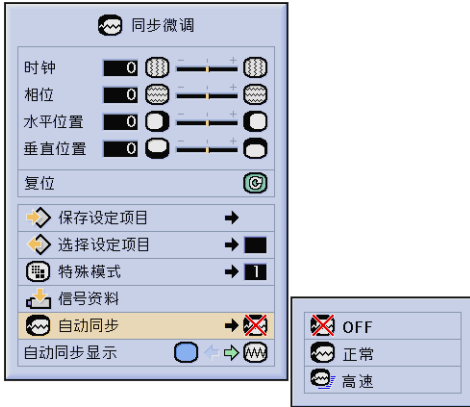 同步微调
时钟 0 - +
相位 0 - +
水平位置 0 - +
垂直位置 0 - +
复位
保存设定项目
选择设定项目
特殊模式 1
信号资料
自动同步
自动同步显示
OFF
正常
高速